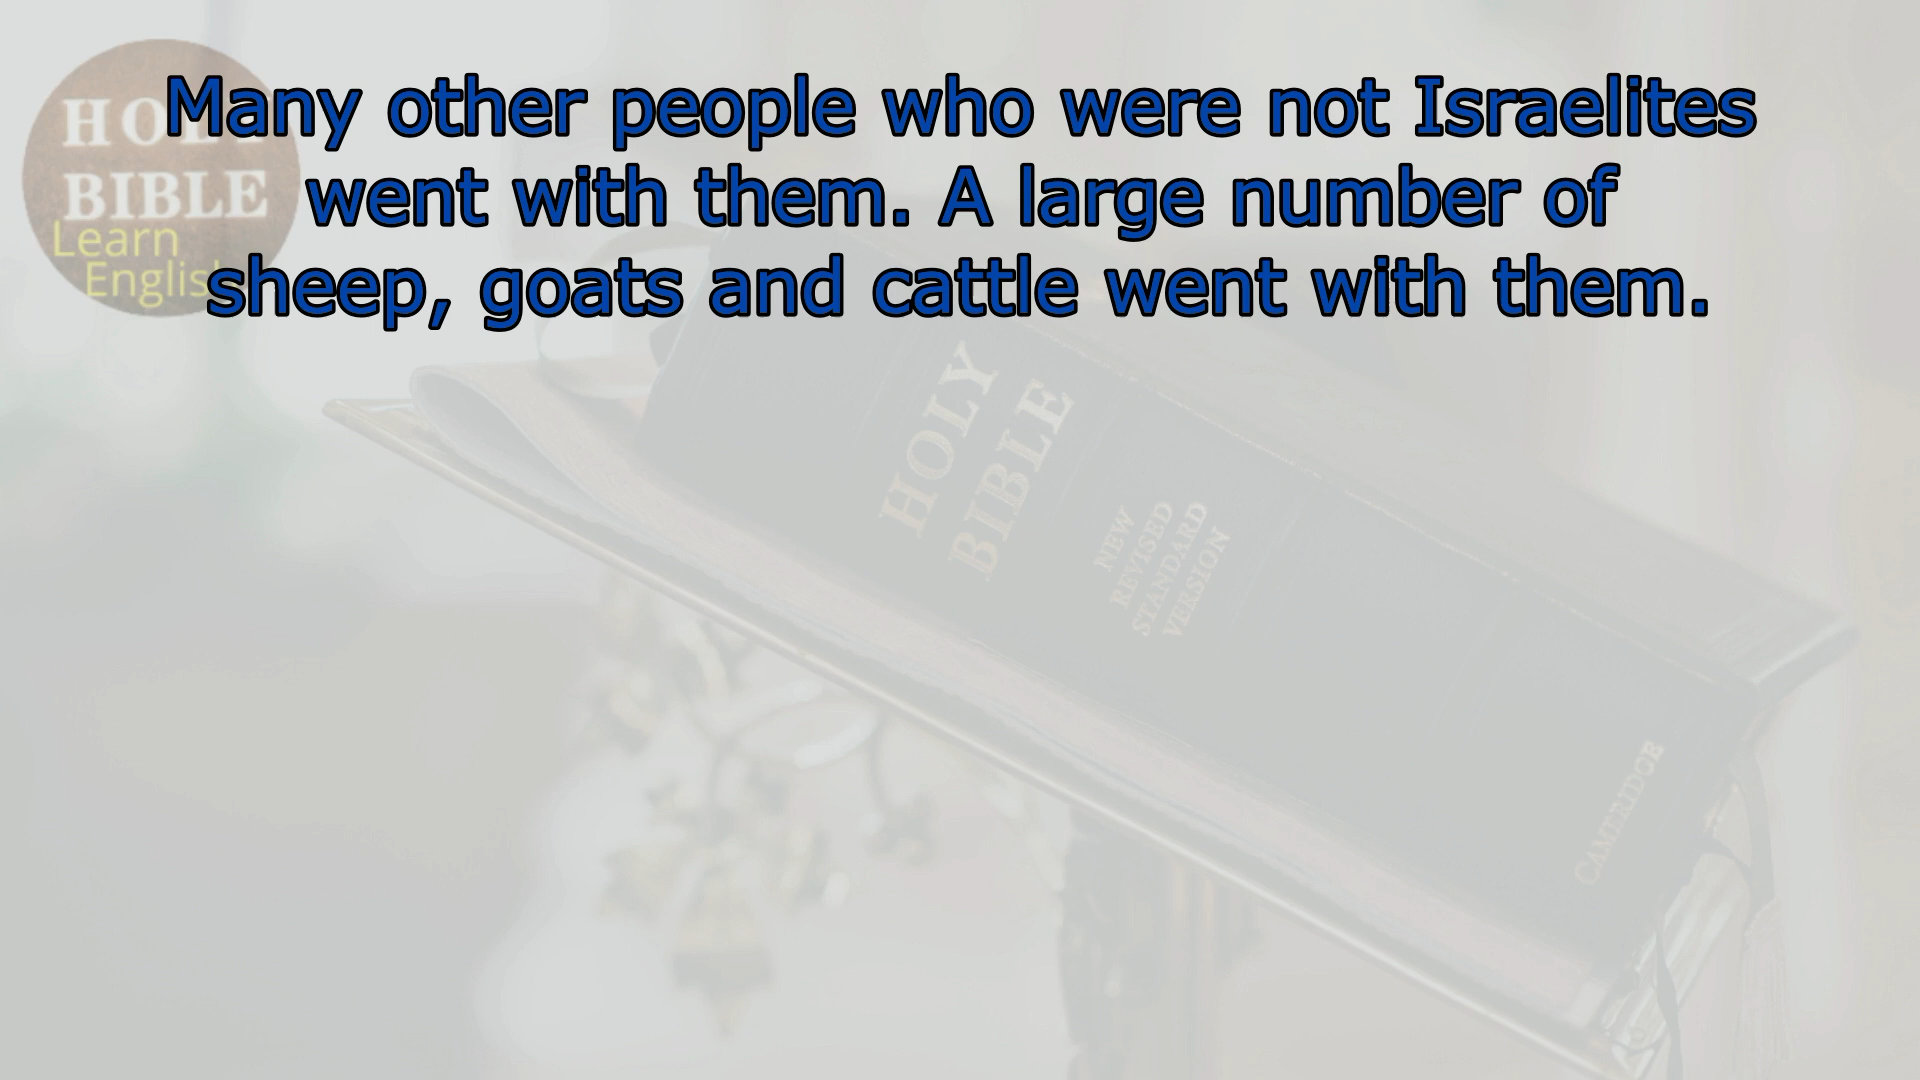 Many other people who were not Israelites
went with them. A large number of
sheep, goats and cattle went with them.
HOLY
BIBLE
Learn
English
HOLY
BIBLE
NEW
REVISED
STANDARD
VERSION
CAMBRIDGE